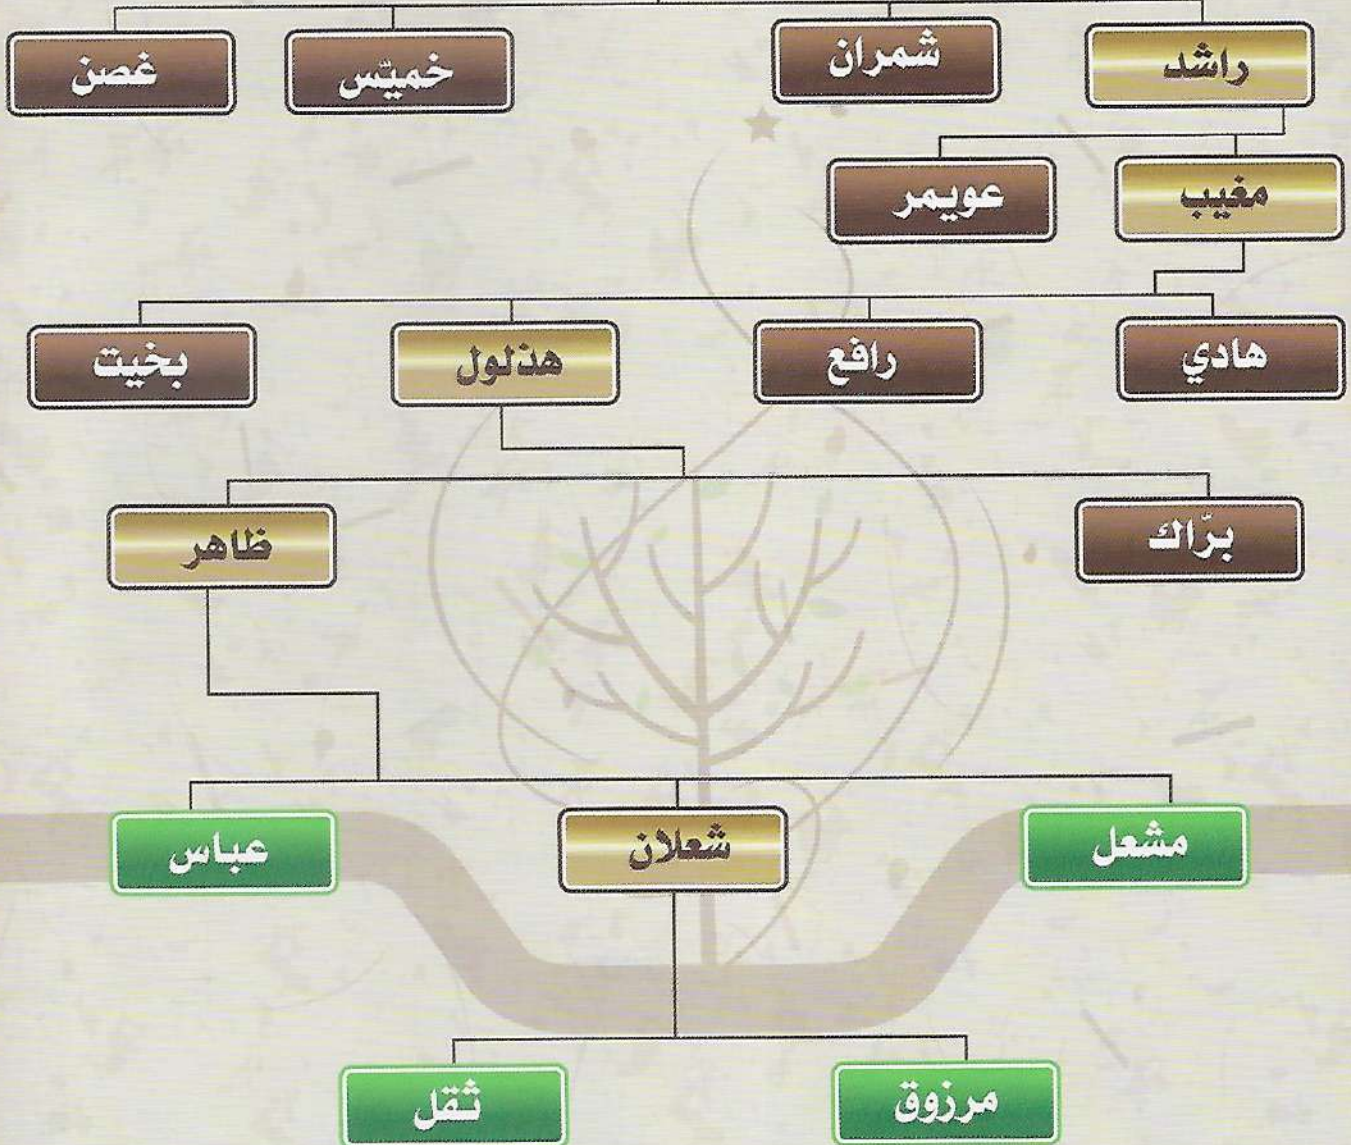 راشد شمران خميّس غصن
مغيب عويمر
هادي رافع هذلول بخيت
برّاك ظاهر
مشعل شعلان عباس
مرزوق ثقل